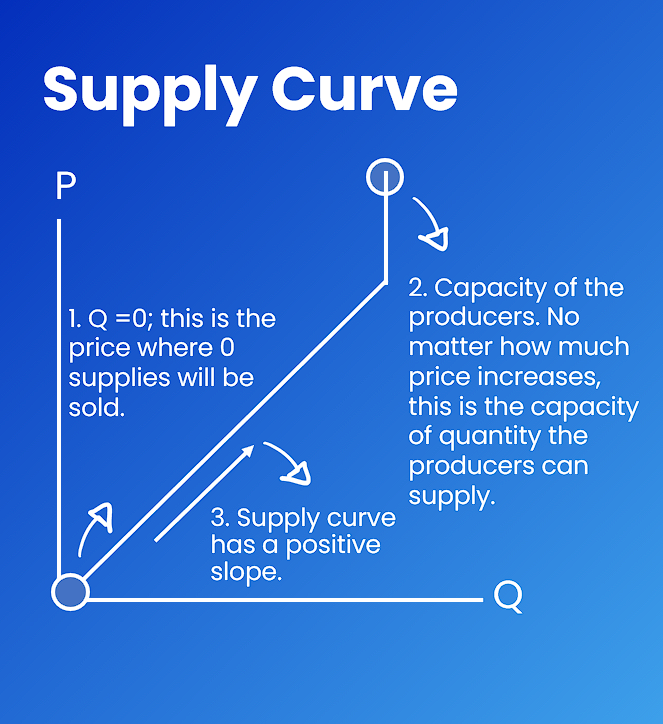 Supply Curve
P
1. Q =0; this is the
price where 0
supplies will be
sold.
2. Capacity of the
producers. No
matter how much
price increases,
this is the capacity
of quantity the
producers can
supply.
3. Supply curve
has a positive
slope.
Q